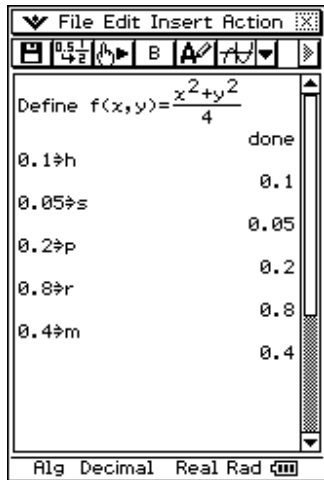 File Edit Insert Action
0.5 1 2 B A
Define f(x,y)=x²+y²/4
done
0.1⇒h
0.1
0.05⇒s
0.05
0.2⇒p
0.2
0.8⇒r
0.8
0.4⇒m
0.4
Alg Decimal Real Rad